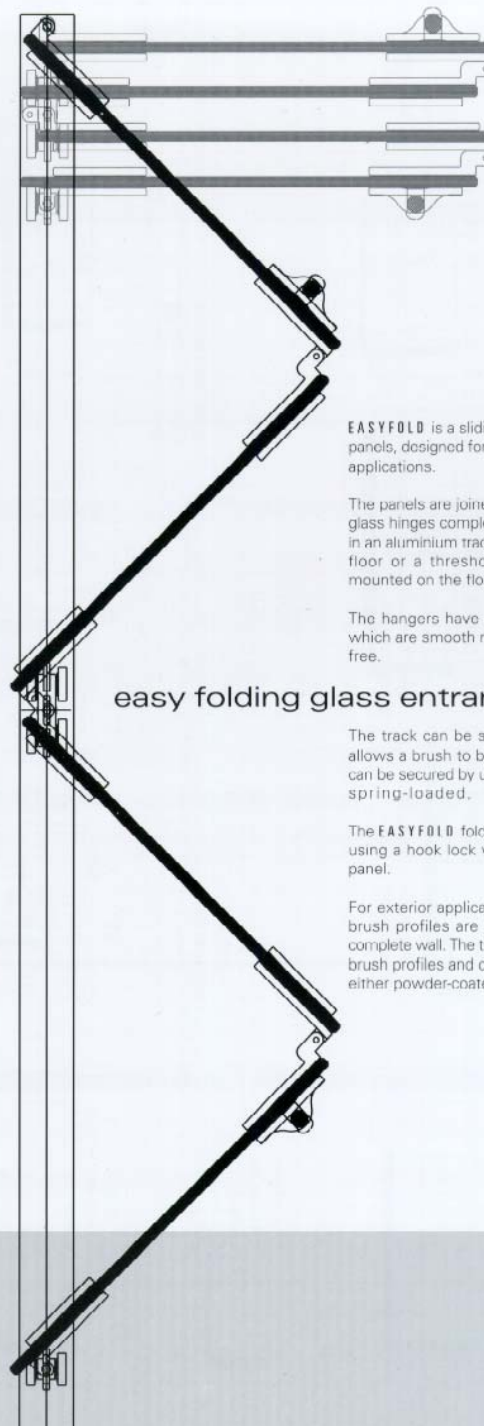 EASYFOLD is a slidi
panels, designed for
applications.
The panels are joine
glass hinges comple
in an aluminium trac
floor or a thresho
mounted on the flo
The hangers have
which are smooth r
free.
easy folding glass entran
The track can be s
allows a brush to b
can be secured by u
spring-loaded,
The EASYFOLD fold
using a hook lock w
panel.
For exterior applica
brush profiles are
complete wall. The t
brush profiles and c
either powder-coate